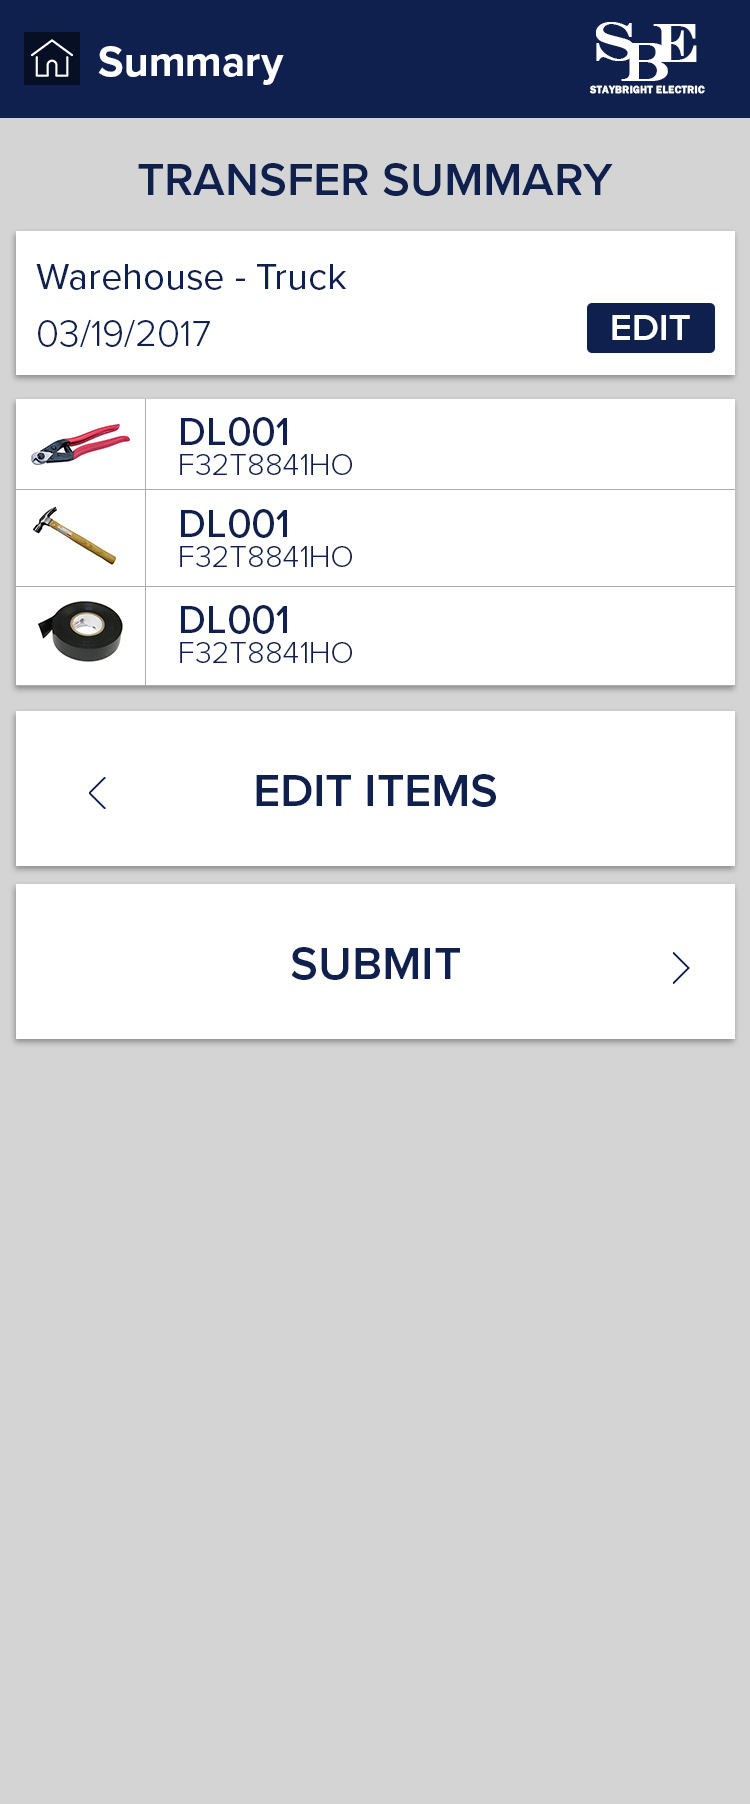 Summary
SBE
STAYBRIGHT ELECTRIC
TRANSFER SUMMARY
Warehouse - Truck
03/19/2017
EDIT
DL001
F32T8841HO
DL001
F32T8841HO
DL001
F32T8841HO
EDIT ITEMS
SUBMIT